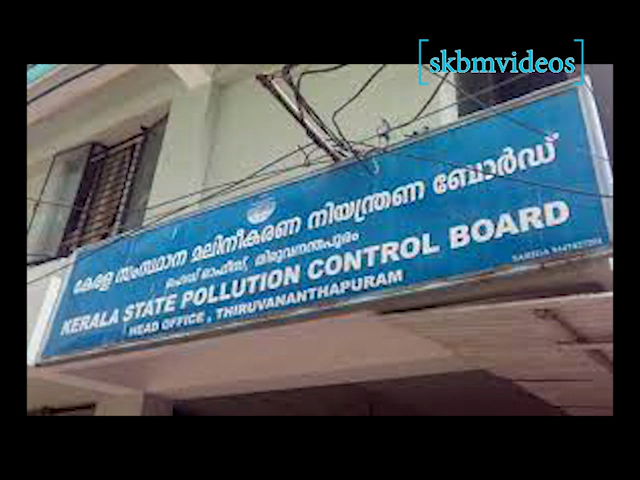 [skbmvideos]
കേരള സംസ്ഥാന മലിനീകരണ നിയന്ത്രണ ബോർഡ്
ഹെഡ് ഓഫീസ്, തിരുവനന്തപുരം
KERALA STATE POLLUTION CONTROL BOARD
HEAD OFFICE , THIRUVANANTHAPURAM